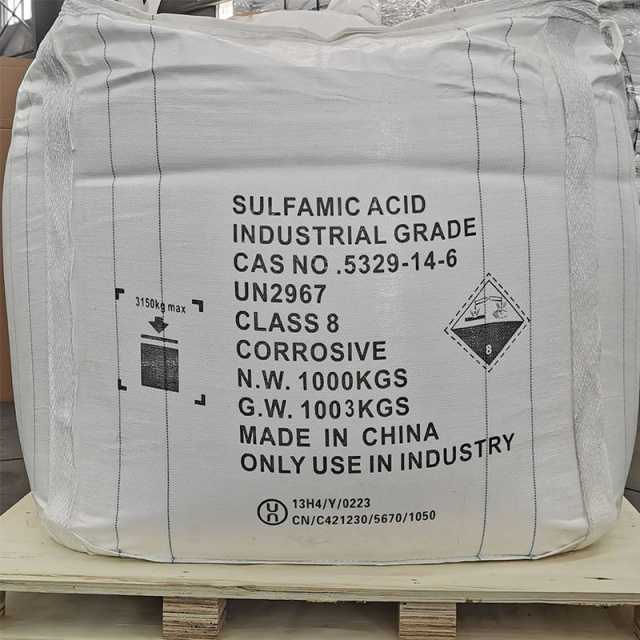 SULFAMIC ACID
INDUSTRIAL GRADE
CAS NO .5329-14-6
UN2967
CLASS 8
CORROSIVE
N.W. 1000KGS
G.W. 1003KGS
MADE IN CHINA
ONLY USE IN INDUSTRY
3150kg max
8
UN
13H4/Y/0223
CN/C421230/5670/1050